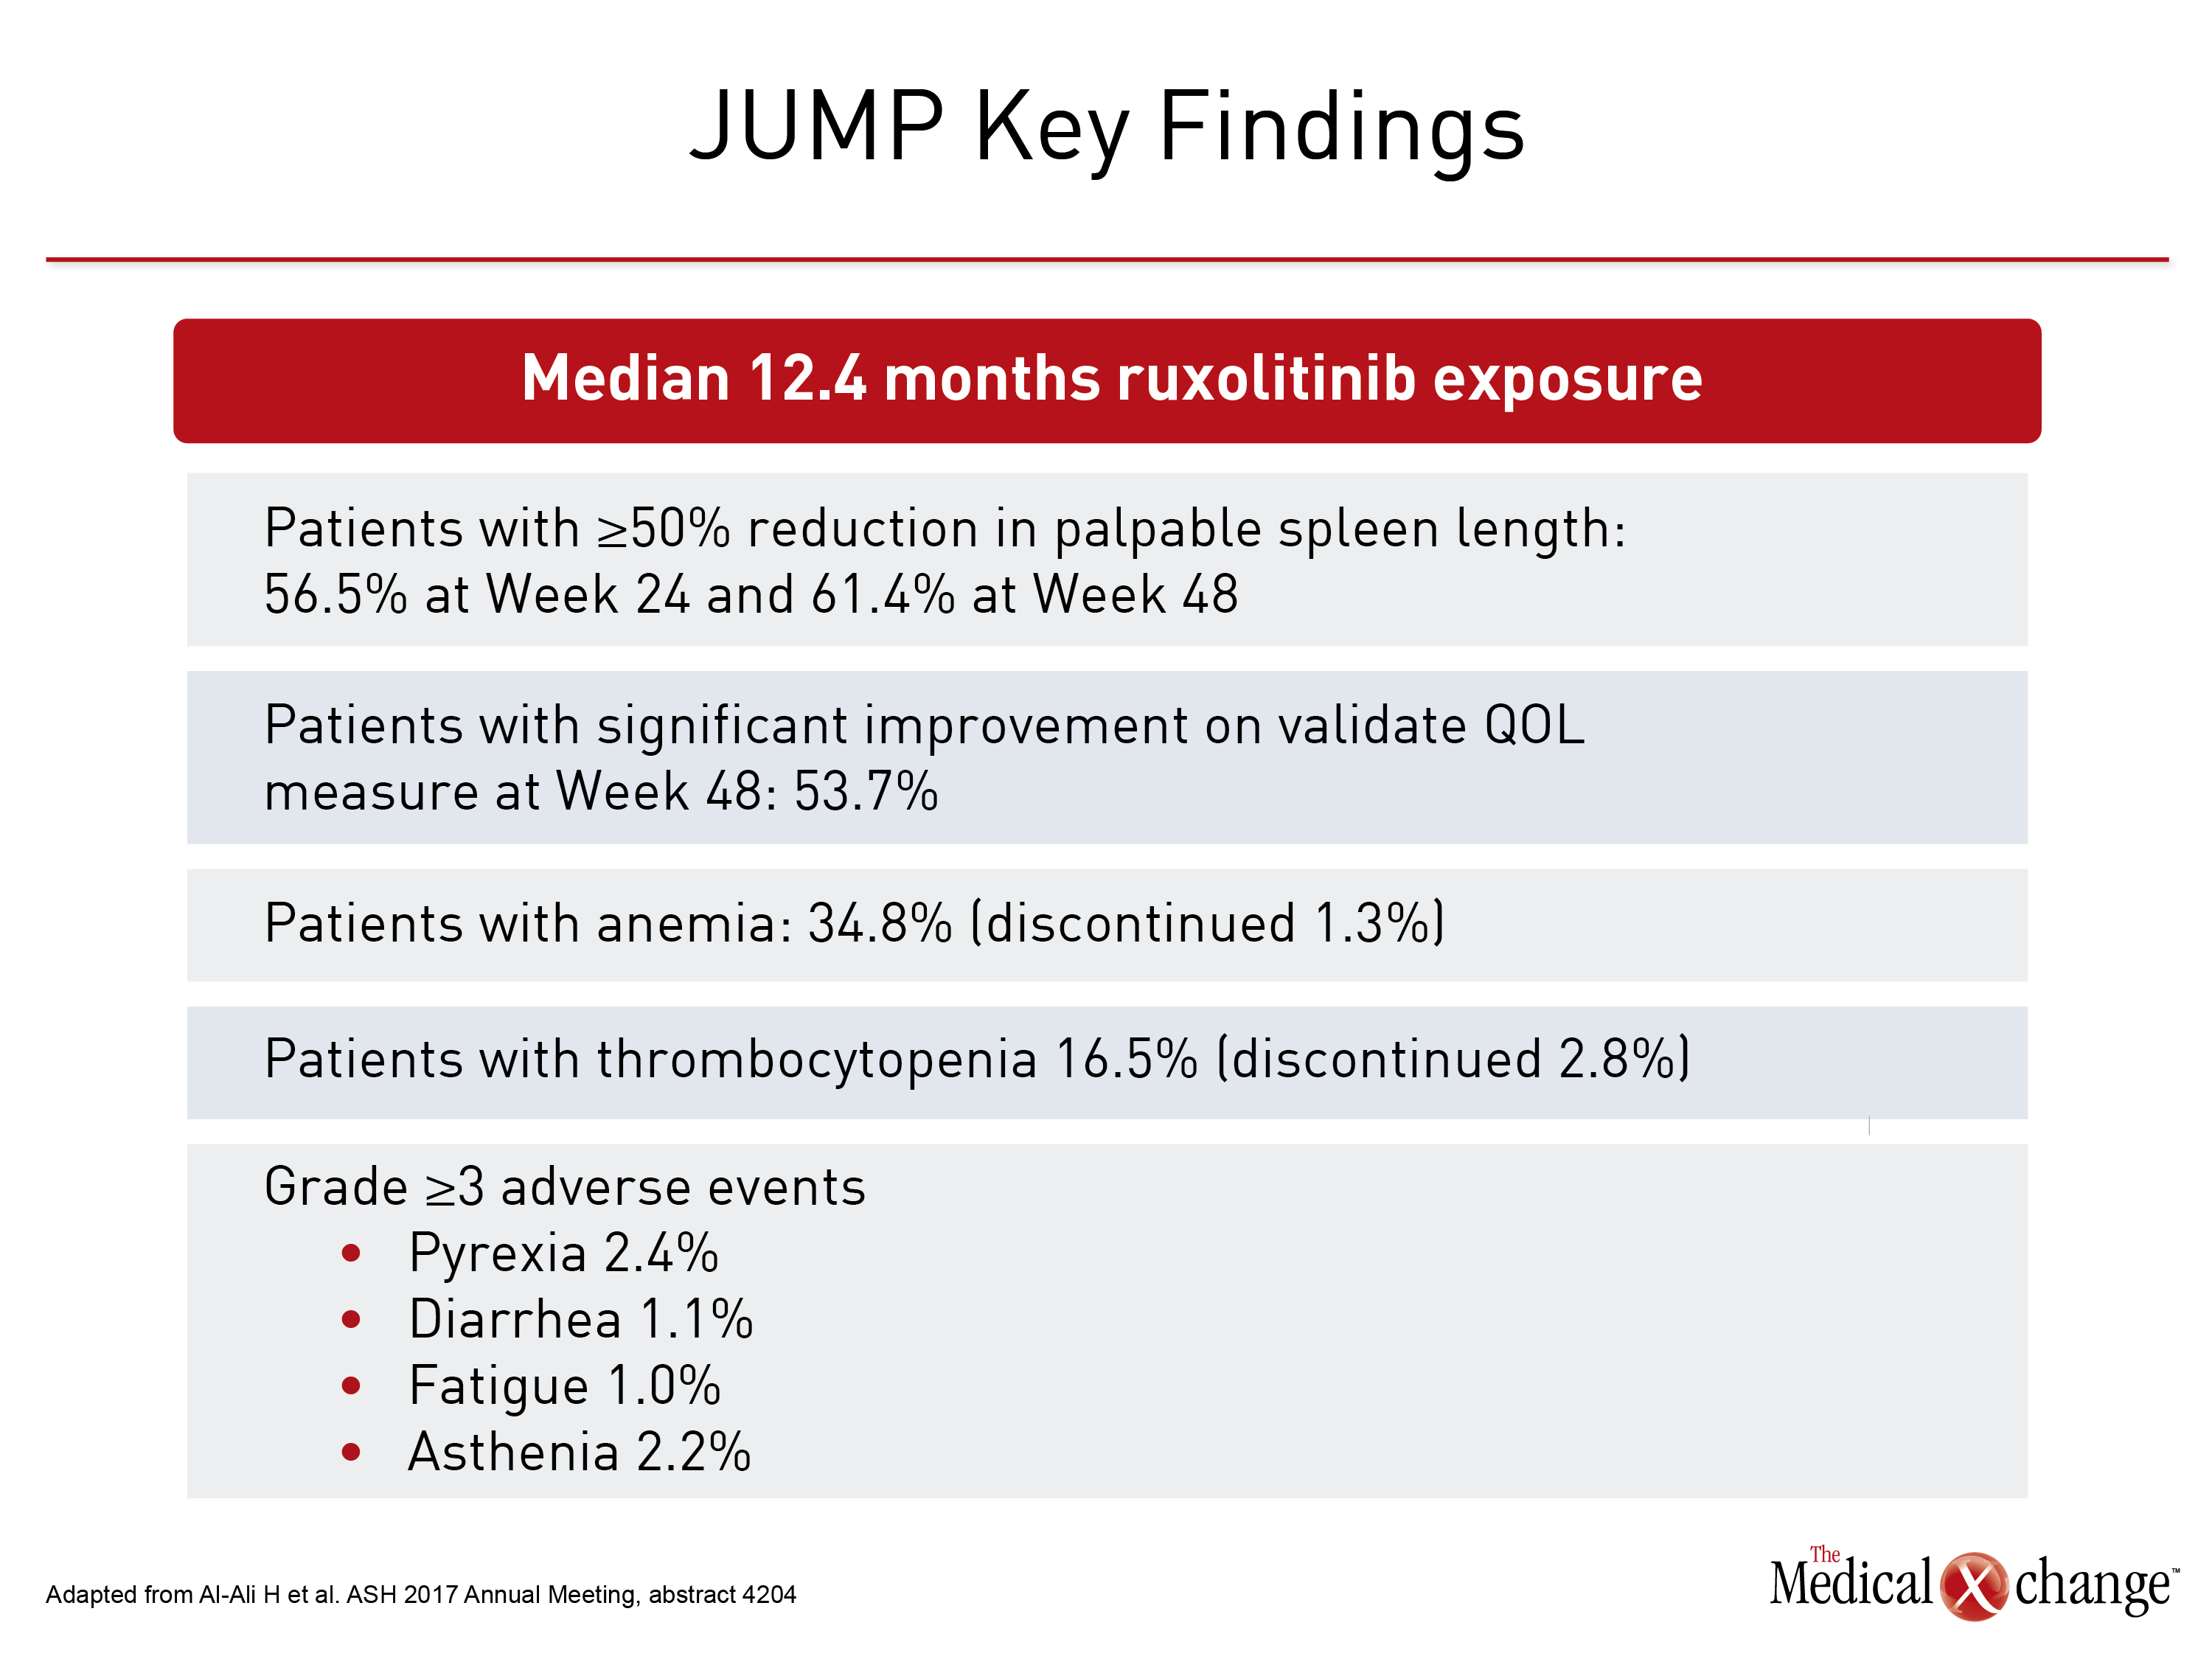 JUMP Key Findings
Median 12.4 months ruxolitinib exposure
Patients with ≥50% reduction in palpable spleen length:
56.5% at Week 24 and 61.4% at Week 48
Patients with significant improvement on validate QOL
measure at Week 48: 53.7%
Patients with anemia: 34.8% (discontinued 1.3%)
Patients with thrombocytopenia 16.5% (discontinued 2.8%)
Grade ≥3 adverse events
• Pyrexia 2.4%
• Diarrhea 1.1%
• Fatigue 1.0%
• Asthenia 2.2%
Adapted from Al-Ali H et al. ASH 2017 Annual Meeting, abstract 4204
The
Medical Xchange™